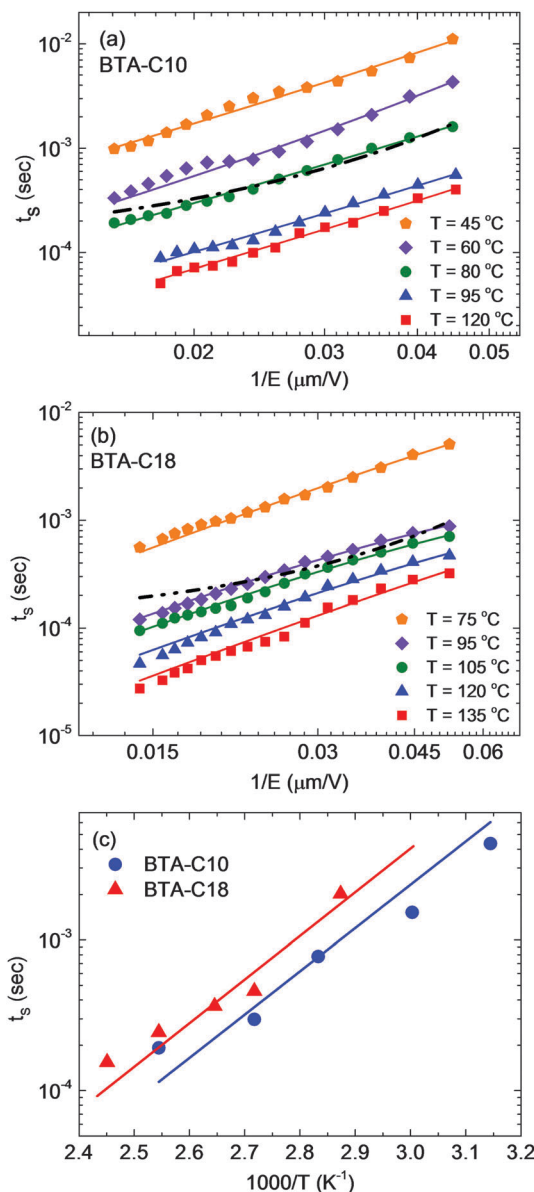 (a)
BTA-C10
10⁻²
10⁻³
10⁻⁴
tₛ (sec)
T = 45 °C
T = 60 °C
T = 80 °C
T = 95 °C
T = 120 °C
0.02 0.03 0.04 0.05
1/E (μm/V)
(b)
BTA-C18
10⁻²
10⁻³
10⁻⁴
10⁻⁵
tₛ (sec)
T = 75 °C
T = 95 °C
T = 105 °C
T = 120 °C
T = 135 °C
0.015 0.03 0.045 0.06
1/E (μm/V)
(c)
BTA-C10
BTA-C18
10⁻³
10⁻⁴
tₛ (sec)
2.4 2.5 2.6 2.7 2.8 2.9 3.0 3.1 3.2
1000/T (K⁻¹)